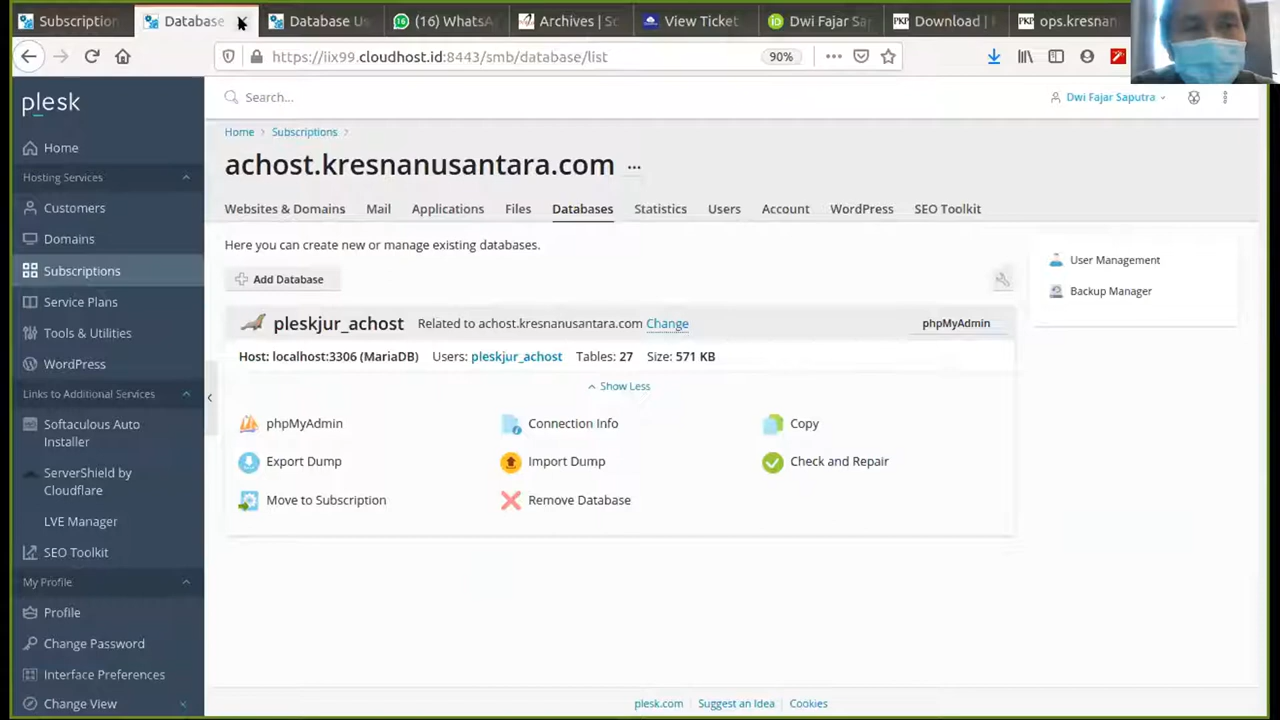 Subscription
Database
Database Us
(16) WhatsA
Archives | Sc
View Ticket
Dwi Fajar Sap
Download |
ops.kresnan
https://iix99.cloudhost.id:8443/smb/database/list
90%
plesk
Search...
Dwi Fajar Saputra
Home
Hosting Services
Customers
Domains
Subscriptions
Service Plans
Tools & Utilities
WordPress
Links to Additional Services
Softaculous Auto
Installer
ServerShield by
Cloudflare
LVE Manager
SEO Toolkit
My Profile
Profile
Change Password
Interface Preferences
Change View
Home > Subscriptions >
achost.kresnanusantara.com ...
Websites & Domains Mail Applications Files Databases Statistics Users Account WordPress SEO Toolkit
Here you can create new or manage existing databases.
Add Database
pleskjur_achost Related to achost.kresnanusantara.com Change phpMyAdmin
Host: localhost:3306 (MariaDB) Users: pleskjur_achost Tables: 27 Size: 571 KB
Show Less
phpMyAdmin Connection Info Copy
Export Dump Import Dump Check and Repair
Move to Subscription Remove Database
User Management
Backup Manager
plesk.com Suggest an Idea Cookies